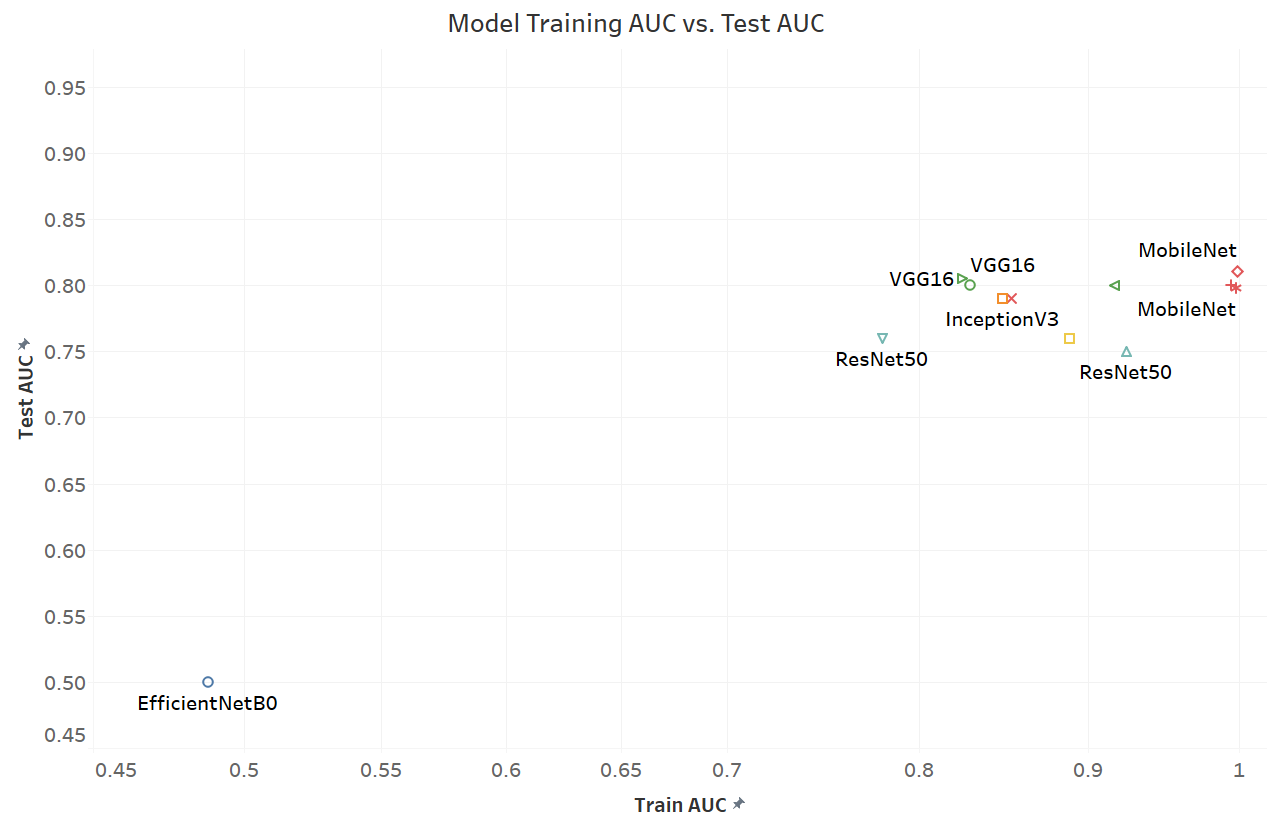 Model Training AUC vs. Test AUC
0.95
0.90
0.85
0.80
0.75
0.70
0.65
0.60
0.55
0.50
0.45
Test AUC
MobileNet
VGG16
VGG16
MobileNet
InceptionV3
ResNet50
ResNet50
EfficientNetB0
0.45 0.5 0.55 0.6 0.65 0.7 0.8 0.9 1
Train AUC